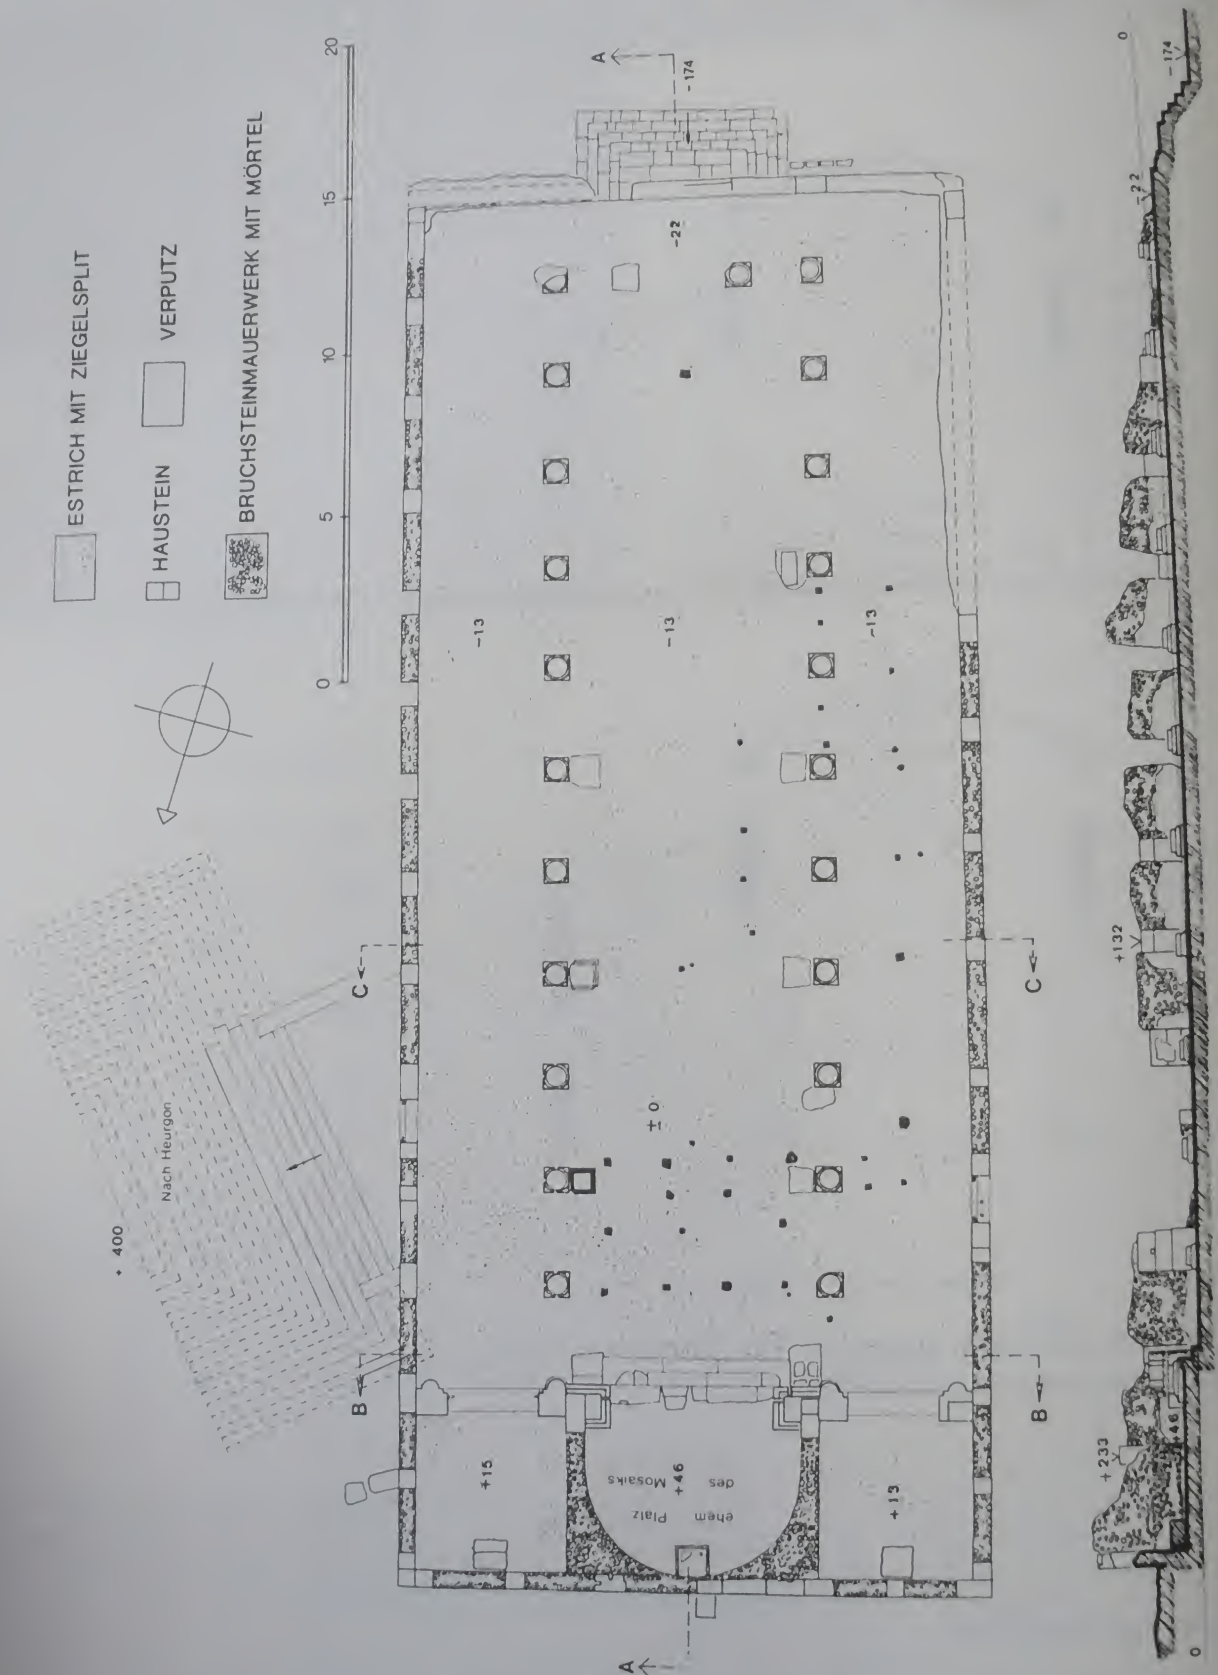 ESTRICH MIT ZIEGELSPLIT
HAUSTEIN
VERPUTZ
BRUCHSTEINMAUERWERK MIT MÖRTEL
0
5
10
15
20
A
-174
-22
-13
-13
-13
C
C
± 0
Nach Heurgon
+ 400
B
B
+15
ehem Platz
des Mosaiks
+46
+13
A
0
-174
-22
+132
+233
+46
0